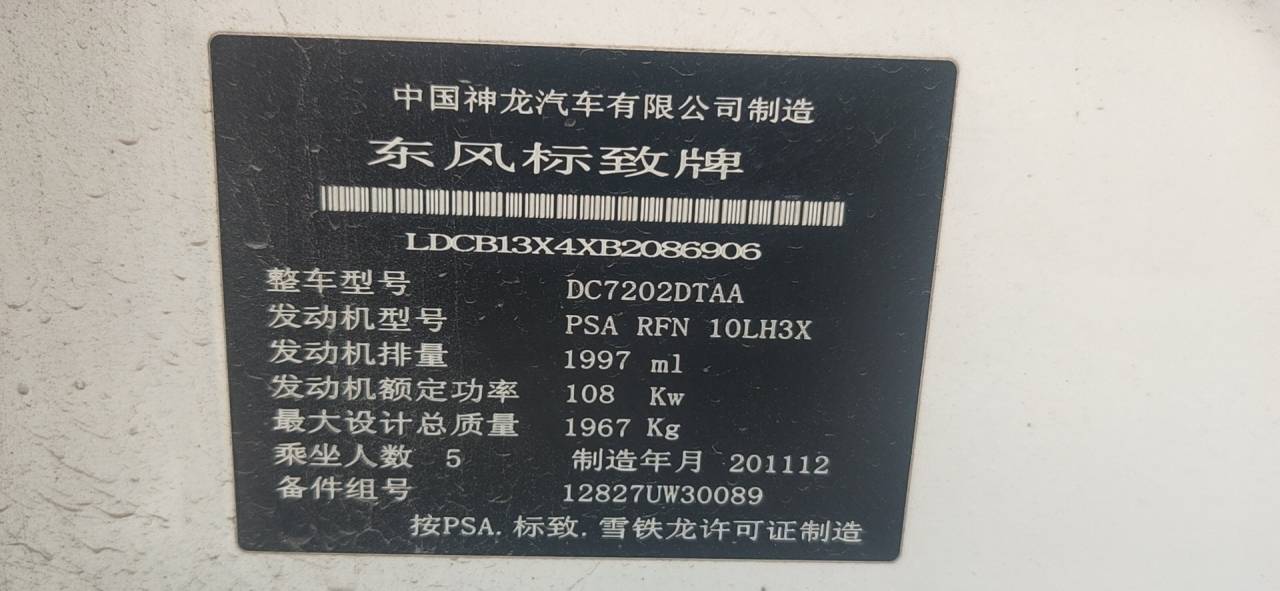 中国神龙汽车有限公司制造
东风标致牌
LDCB13X4XB2086906
整车型号 DC7202DTAA
发动机型号 PSA RFN 10LH3X
发动机排量 1997 ml
发动机额定功率 108 Kw
最大设计总质量 1967 Kg
乘坐人数 5 制造年月 201112
备件组号 12827UW30089
按PSA.标致.雪铁龙许可证制造